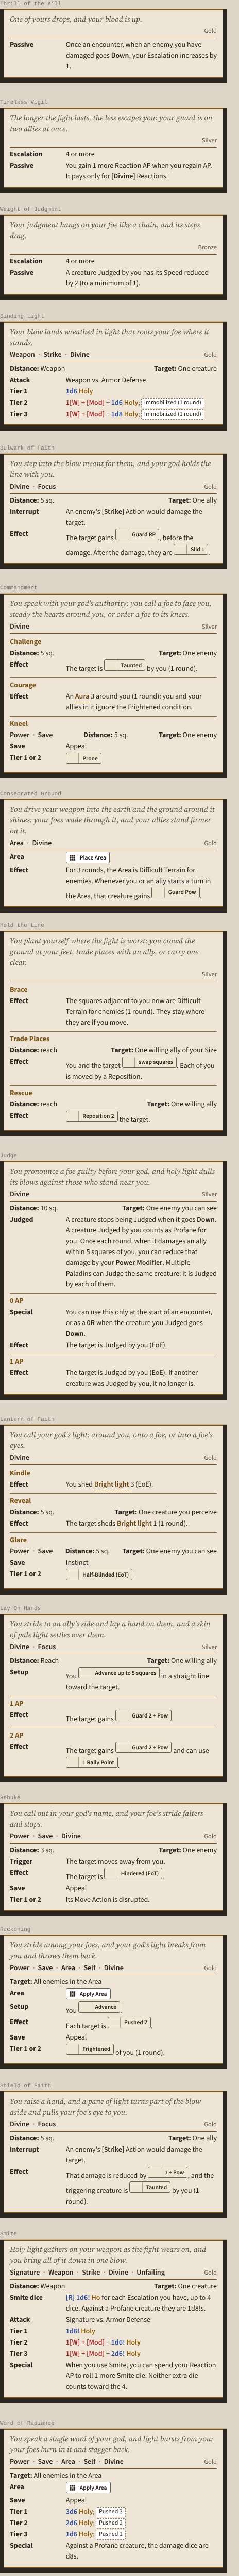 Thrill of the Kill
One of yours drops, and your blood is up.
Gold
Passive Once an encounter, when an enemy you have
damaged goes Down, your Escalation increases by
1.
Tireless Vigil
The longer the fight lasts, the less escapes you: your guard is on
two allies at once.
Silver
Escalation 4 or more
Passive You gain 1 more Reaction AP when you regain AP.
It pays only for [Divine] Reactions.
Weight of Judgment
Your judgment hangs on your foe like a chain, and its steps
drag.
Bronze
Escalation 4 or more
Passive A creature Judged by you has its Speed reduced
by 2 (to a minimum of 1).
Binding Light
Your blow lands wreathed in light that roots your foe where it
stands.
Weapon · Strike · Divine Gold
Distance: Weapon Target: One creature
Attack Weapon vs. Armor Defense
Tier 1 1d6 Holy
Tier 2 1[W] + [Mod] + 1d6 Holy; Immobilized (1 round)
Tier 3 1[W] + [Mod] + 1d8 Holy; Immobilized (1 round)
Bulwark of Faith
You step into the blow meant for them, and your god holds the
line with you.
Divine · Focus Gold
Distance: 5 sq. Target: One ally
Interrupt An enemy's [Strike] Action would damage the
target.
Effect The target gains Guard RP, before the
damage. After the damage, they are Slid 1.
Commandment
You speak with your god's authority: you call a foe to face you,
steady the hearts around you, or order a foe to its knees.
Divine Silver
Challenge
Distance: 5 sq. Target: One enemy
Effect The target is Taunted by you (1 round).
Courage
Effect An Aura 3 around you (1 round): you and your
allies in it ignore the Frightened condition.
Kneel
Power · Save Distance: 5 sq. Target: One enemy
Save Appeal
Tier 1 or 2 Prone
Consecrated Ground
You drive your weapon into the earth and the ground around it
shines: your foes wade through it, and your allies stand firmer
on it.
Area · Divine Gold
Area Place Area
Effect For 3 rounds, the Area is Difficult Terrain for
enemies. Whenever you or an ally starts a turn in
the Area, that creature gains Guard Pow.
Hold the Line
You plant yourself where the fight is worst: you crowd the
ground at your feet, trade places with an ally, or carry one
clear.
Silver
Brace
Effect The squares adjacent to you now are Difficult
Terrain for enemies (1 round). They stay where
they are if you move.
Trade Places
Distance: reach Target: One willing ally of your Size
Effect You and the target swap squares. Each of you
is moved by a Reposition.
Rescue
Distance: reach Target: One willing ally
Effect Reposition 2 the target.
Judge
You pronounce a foe guilty before your god, and holy light dulls
its blows against those who stand near you.
Divine Silver
Distance: 10 sq. Target: One enemy you can see
Judged A creature stops being Judged when it goes Down.
A creature Judged by you counts as Profane for
you. Once each round, when it damages an ally
within 5 squares of you, you can reduce that
damage by your Power Modifier. Multiple
Paladins can Judge the same creature: it is Judged
by each of them.
0 AP
Special You can use this only at the start of an encounter,
or as a 0R when the creature you Judged goes
Down.
Effect The target is Judged by you (EoE).
1 AP
Effect The target is Judged by you (EoE). If another
creature was Judged by you, it no longer is.
Lantern of Faith
You call your god's light: around you, onto a foe, or into a foe's
eyes.
Divine Gold
Kindle
Effect You shed Bright light 3 (EoE).
Reveal
Distance: 5 sq. Target: One creature you perceive
Effect The target sheds Bright light 1 (1 round).
Glare
Power · Save Distance: 5 sq. Target: One enemy you can see
Save Instinct
Tier 1 or 2 Half-Blinded (EoT)
Lay On Hands
You stride to an ally's side and lay a hand on them, and a skin
of pale light settles over them.
Divine · Focus Silver
Distance: Reach Target: One willing ally
Setup You Advance up to 5 squares in a straight line
toward the target.
1 AP
Effect The target gains Guard 2 + Pow.
2 AP
Effect The target gains Guard 2 + Pow and can use
1 Rally Point.
Rebuke
You call out in your god's name, and your foe's stride falters
and stops.
Power · Save · Divine Gold
Distance: 3 sq. Target: One enemy
Trigger The target moves away from you.
Effect The target is Hindered (EoT).
Save Appeal
Tier 1 or 2 Its Move Action is disrupted.
Reckoning
You stride among your foes, and your god's light breaks from
you and throws them back.
Power · Save · Area · Self · Divine Gold
Target: All enemies in the Area
Area Apply Area
Setup You Advance.
Effect Each target is Pushed 2.
Save Appeal
Tier 1 or 2 Frightened of you (1 round).
Shield of Faith
You raise a hand, and a pane of light turns part of the blow
aside and pulls your foe's eye to you.
Divine · Focus Gold
Distance: 5 sq. Target: One ally
Interrupt An enemy's [Strike] Action would damage the
target.
Effect That damage is reduced by 1 + Pow, and the
triggering creature is Taunted by you (1
round).
Smite
Holy light gathers on your weapon as the fight wears on, and
you bring all of it down in one blow.
Signature · Weapon · Strike · Divine · Unfailing Gold
Distance: Weapon Target: One creature
Smite dice [R] 1d6! Ho for each Escalation you have, up to 4
dice. Against a Profane creature they are 1d8!s.
Attack Signature vs. Armor Defense
Tier 1 1d6! Holy
Tier 2 1[W] + [Mod] + 1d6! Holy
Tier 3 1[W] + [Mod] + 2d6! Holy
Special When you use Smite, you can spend your Reaction
AP to roll 1 more Smite die. Neither extra die
counts toward the 4.
Word of Radiance
You speak a single word of your god, and light bursts from you:
your foes burn in it and stagger back.
Power · Save · Area · Self · Divine Gold
Target: All enemies in the Area
Area Apply Area
Save Appeal
Tier 1 3d6 Holy; Pushed 3
Tier 2 2d6 Holy; Pushed 2
Tier 3 1d6 Holy; Pushed 1
Special Against a Profane creature, the damage dice are
d8s.